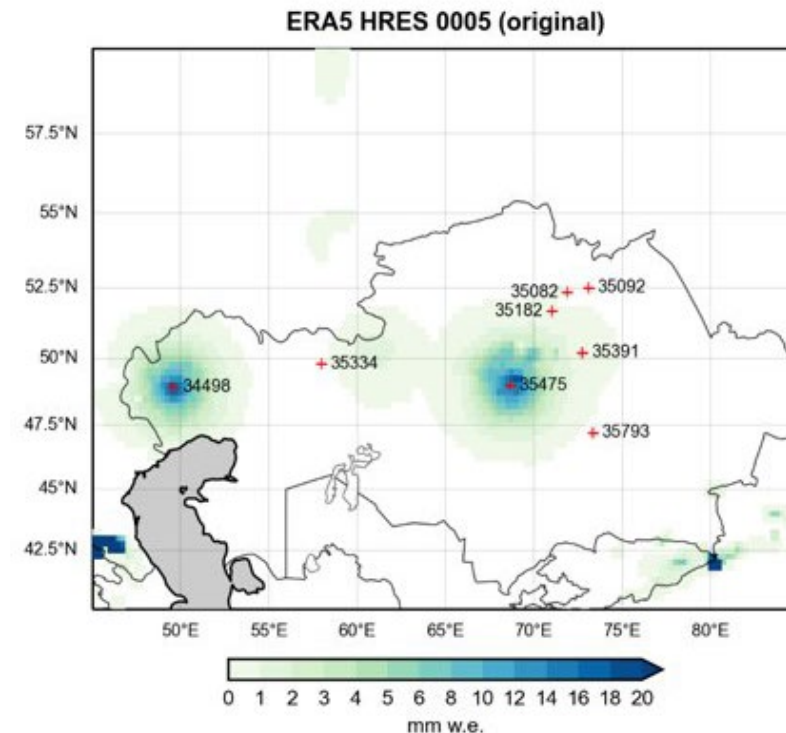 ERA5 HRES 0005 (original)
57.5°N
55°N
52.5°N
35082
35092
35182
50°N
35334
35391
34498
35475
47.5°N
35793
45°N
42.5°N
50°E 55°E 60°E 65°E 70°E 75°E 80°E
0 1 2 3 4 5 6 8 10 12 14 16 18 20
mm w.e.